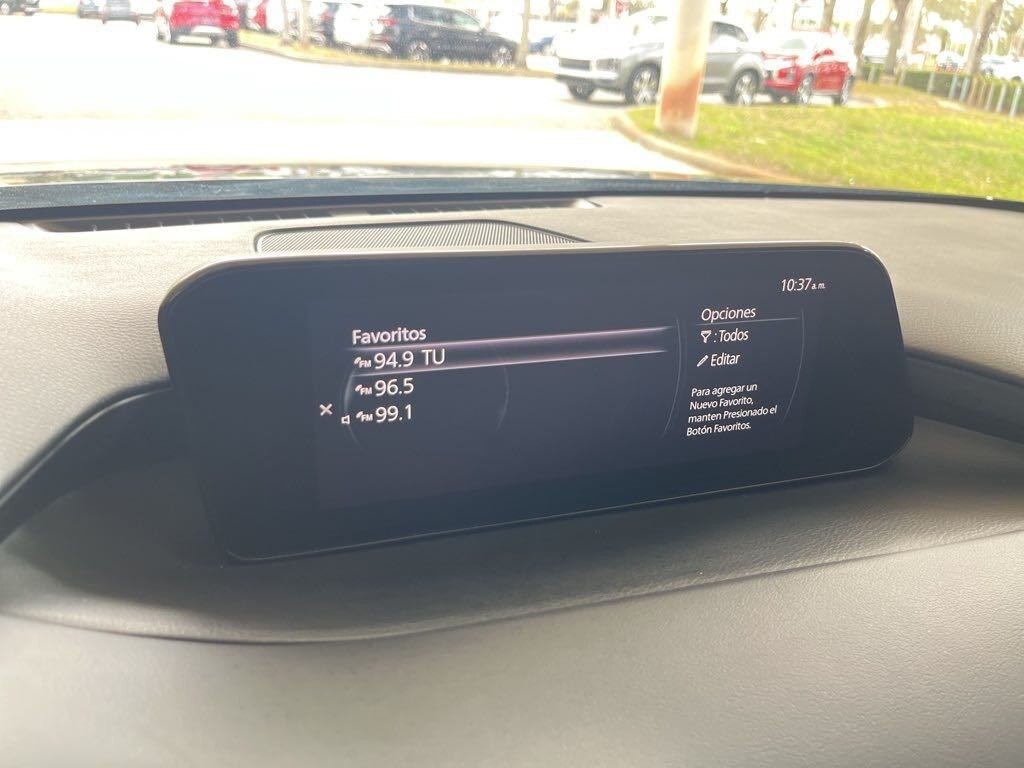 10:37 a.m.
Favoritos
FM 94.9 TU
FM 96.5
FM 99.1
Opciones
: Todos
Editar
Para agregar un
Nuevo Favorito,
manten Presionado el
Botón Favoritos.